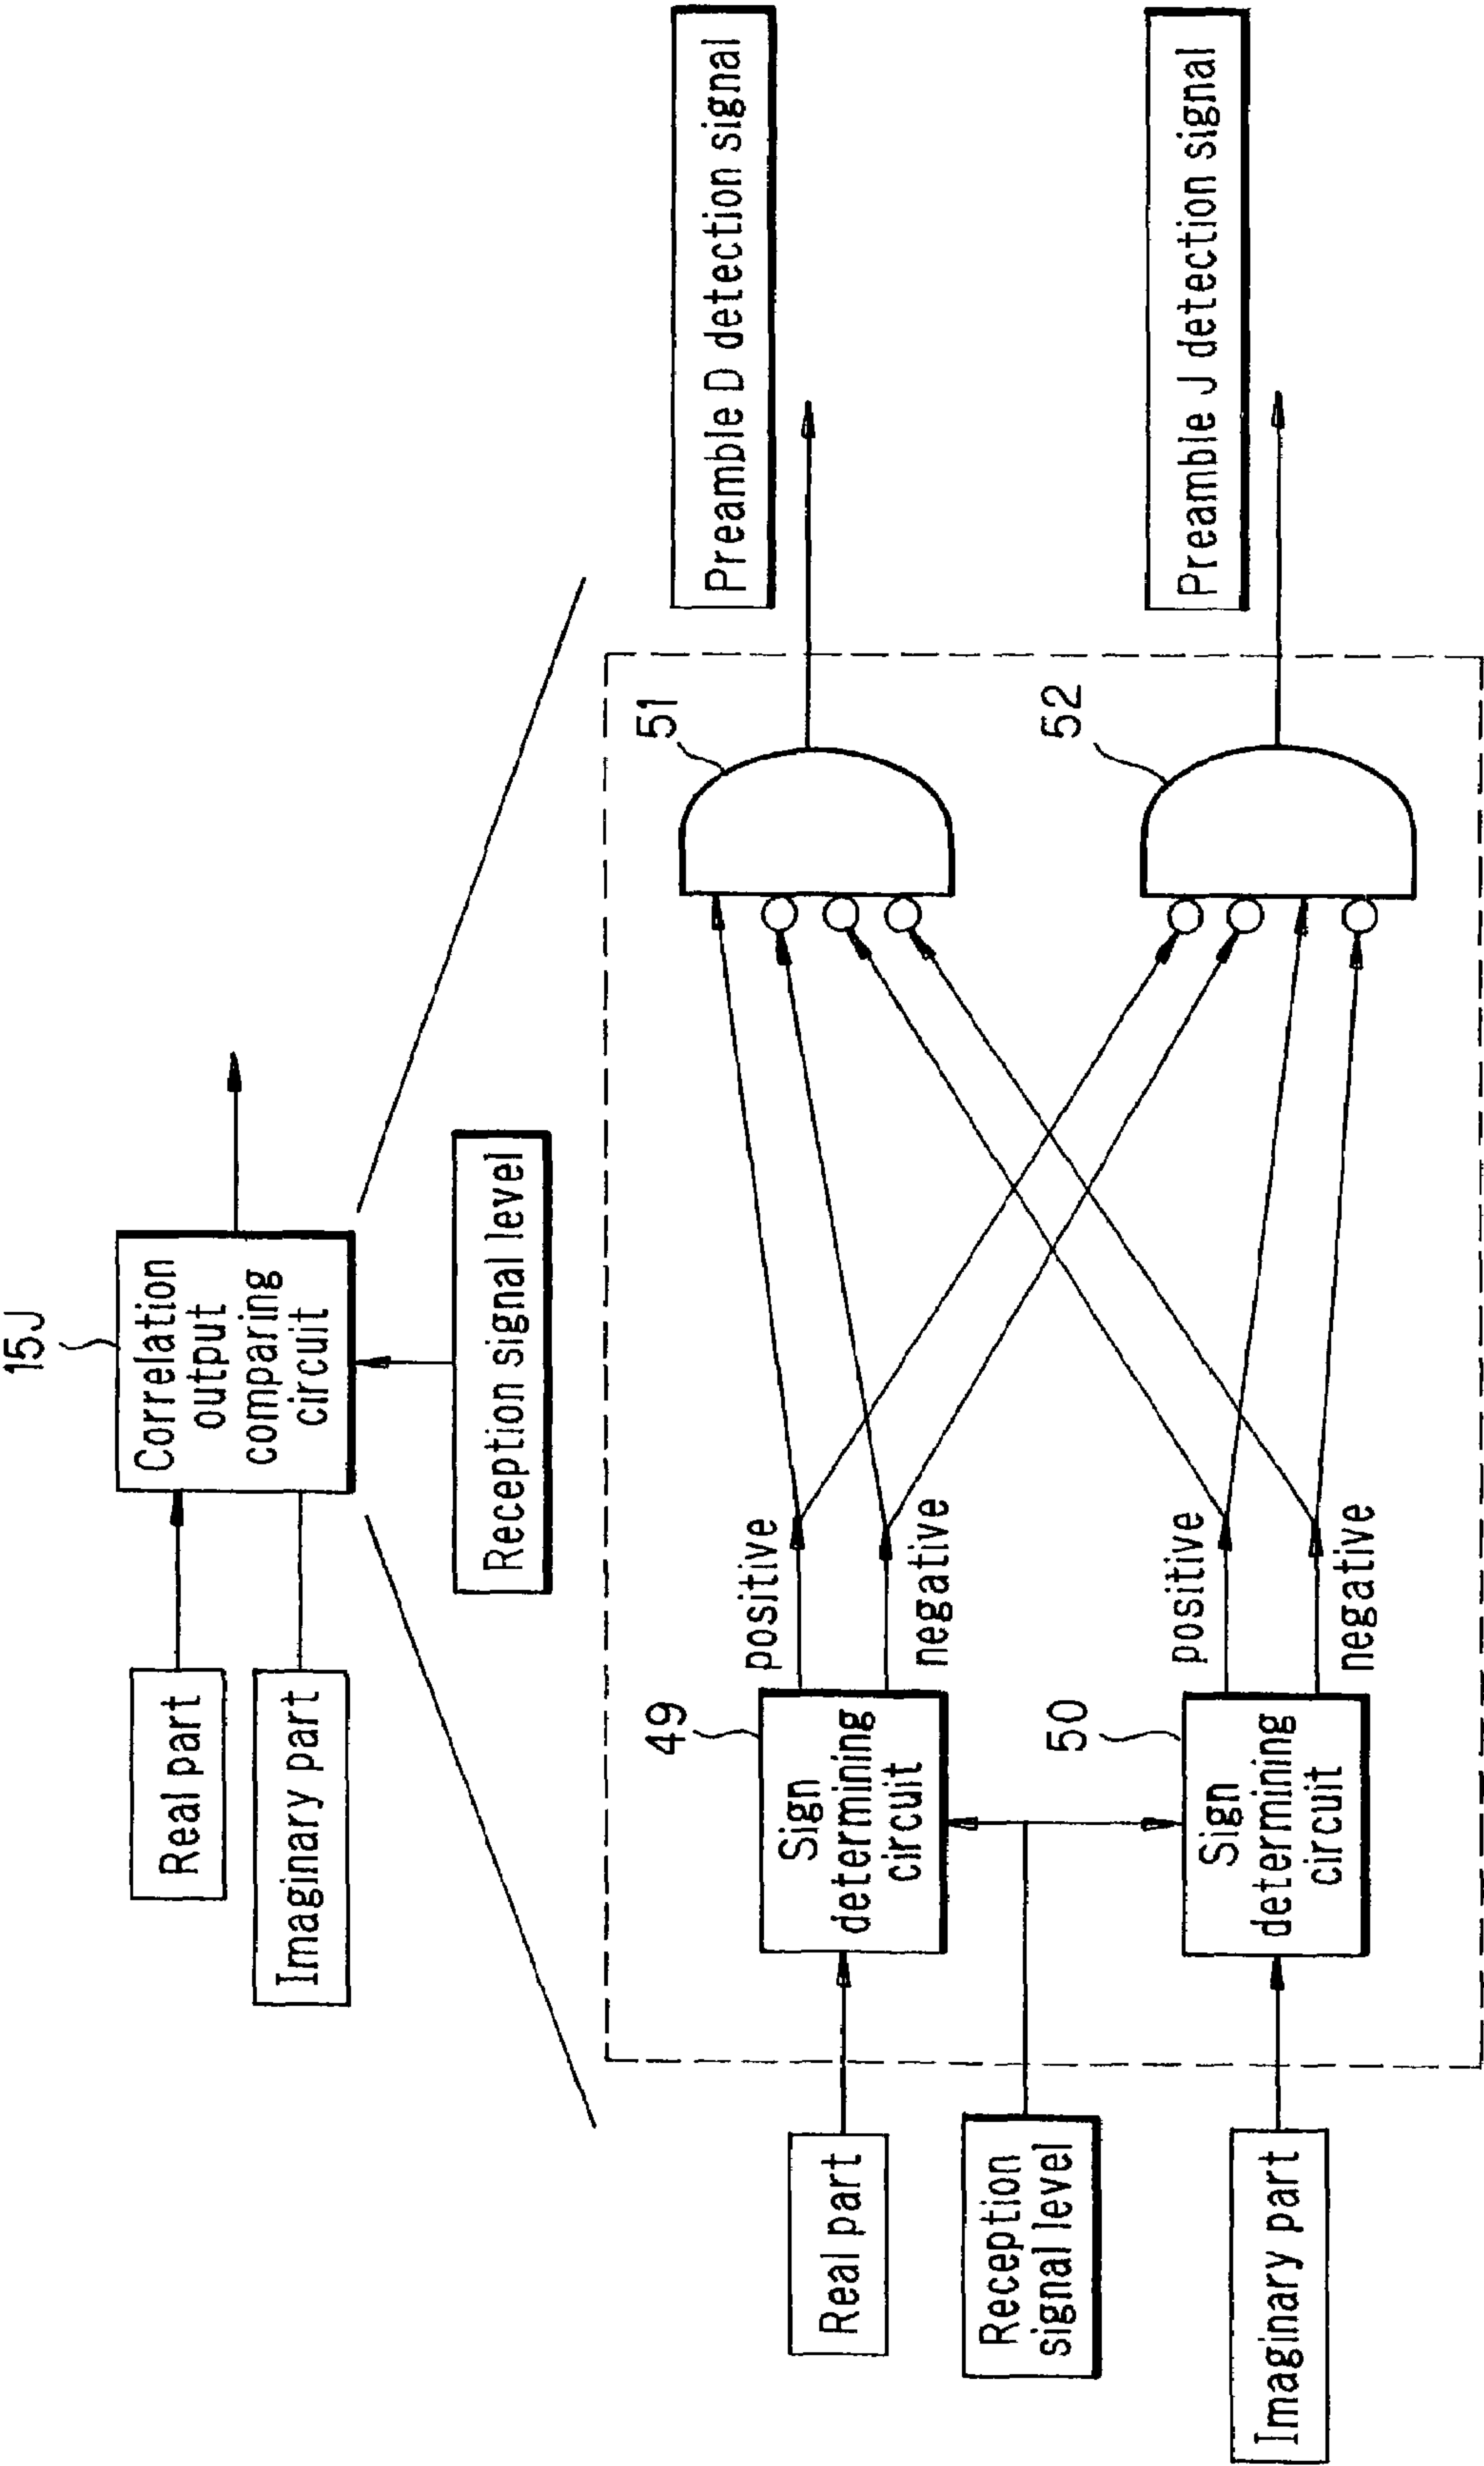 15J
Real part
Imaginary part
Correlation
output
comparing
circuit
Reception signal level
Real part
Reception
signal level
Imaginary part
49
Sign
determining
circuit
positive
negative
50
Sign
determining
circuit
positive
negative
51
52
Preamble D detection signal
Preamble J detection signal